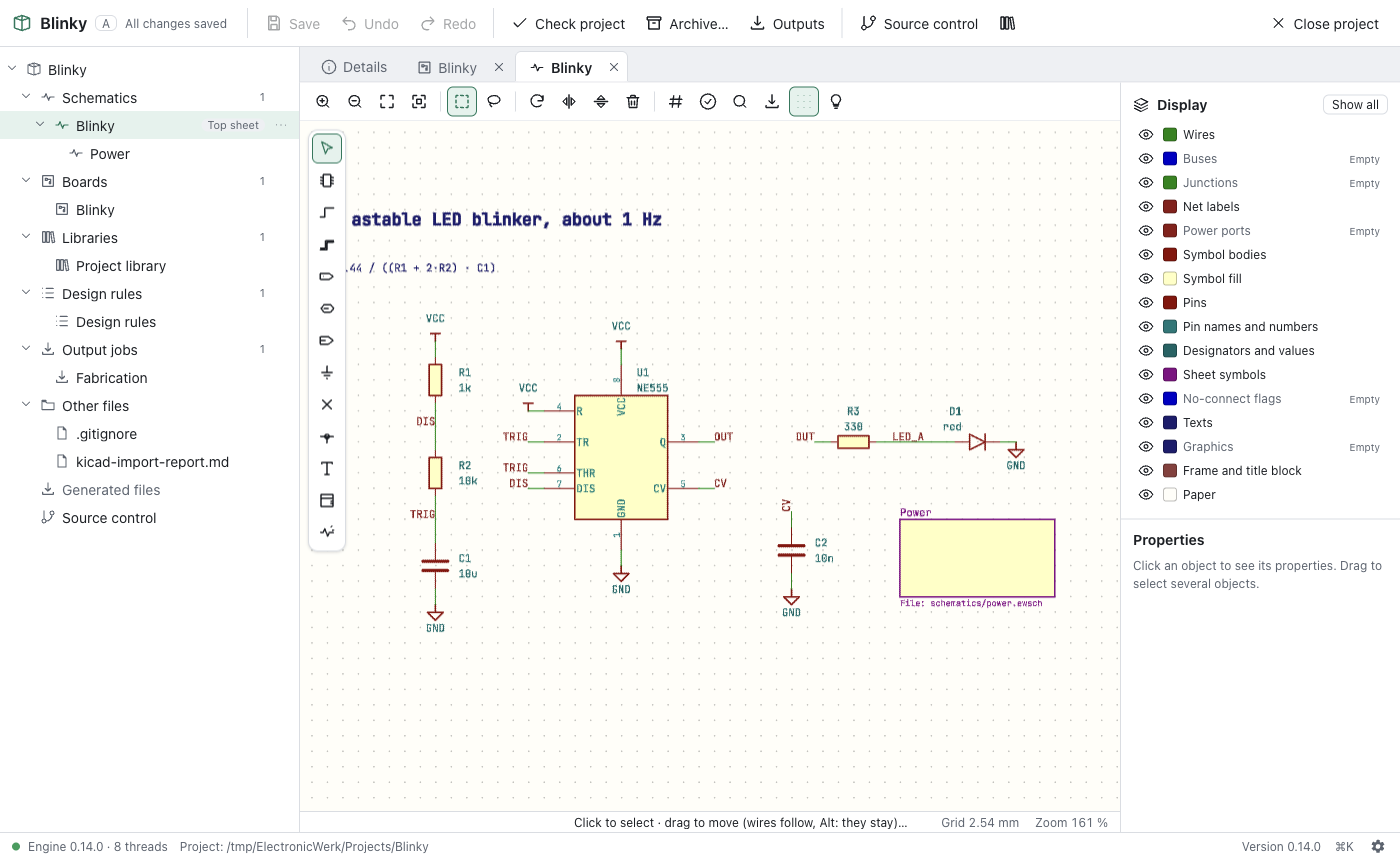 Blinky A All changes saved Save Undo Redo Check project Archive... Outputs Source control Close project
Blinky
Schematics 1
Blinky Top sheet ···
Power
Boards 1
Blinky
Libraries 1
Project library
Design rules 1
Design rules
Output jobs 1
Fabrication
Other files
.gitignore
kicad-import-report.md
Generated files
Source control
Details Blinky Blinky
astable LED blinker, about 1 Hz
.44 / ((R1 + 2·R2) · C1)
VCC
R1
1k
DIS
R2
10k
TRIG
C1
10u
GND
VCC
8
U1
NE555
VCC
4 R
VCC
TRIG 2 TR
Q 3 OUT
TRIG 6 THR
DIS 7 DIS
CV 5 CV
GND
1
GND
R3
330
OUT
LED_A
D1
red
GND
CV
C2
10n
GND
Power
File: schematics/power.ewsch
Click to select · drag to move (wires follow, Alt: they stay)... Grid 2.54 mm Zoom 161 %
Display Show all
Wires
Buses Empty
Junctions Empty
Net labels
Power ports Empty
Symbol bodies
Symbol fill
Pins
Pin names and numbers
Designators and values
Sheet symbols
No-connect flags Empty
Texts
Graphics Empty
Frame and title block
Paper
Properties
Click an object to see its properties. Drag to
select several objects.
Engine 0.14.0 · 8 threads Project: /tmp/ElectronicWerk/Projects/Blinky Version 0.14.0 ⌘K